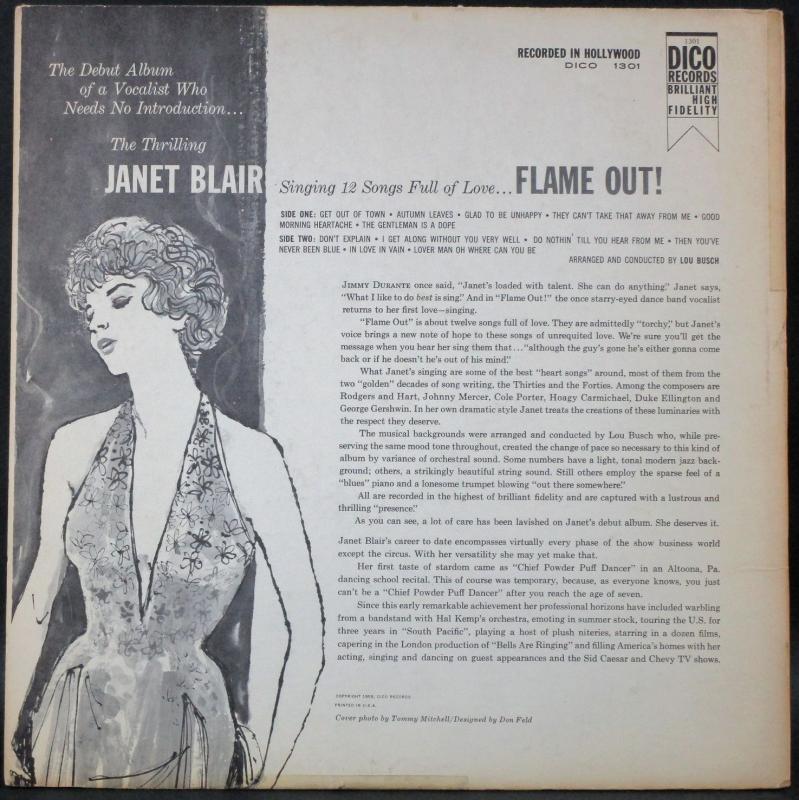 The Debut Album
of a Vocalist Who
Needs No Introduction...
The Thrilling
JANET BLAIR
Singing 12 Songs Full of Love... FLAME OUT!
RECORDED IN HOLLYWOOD
DICO 1301
1301
DICO
RECORDS
BRILLIANT
HIGH
FIDELITY
SIDE ONE: GET OUT OF TOWN • AUTUMN LEAVES • GLAD TO BE UNHAPPY • THEY CAN'T TAKE THAT AWAY FROM ME • GOOD
MORNING HEARTACHE • THE GENTLEMAN IS A DOPE
SIDE TWO: DON'T EXPLAIN • I GET ALONG WITHOUT YOU VERY WELL • DO NOTHIN' TILL YOU HEAR FROM ME • THEN YOU'VE
NEVER BEEN BLUE • IN LOVE IN VAIN • LOVER MAN OH WHERE CAN YOU BE
ARRANGED AND CONDUCTED BY LOU BUSCH
JIMMY DURANTE once said, "Janet's loaded with talent. She can do anything." Janet says,
"What I like to do best is sing." And in "Flame Out!" the once starry-eyed dance band vocalist
returns to her first love—singing.
"Flame Out" is about twelve songs full of love. They are admittedly "torchy," but Janet's
voice brings a new note of hope to these songs of unrequited love. We're sure you'll get the
message when you hear her sing them that..."although the guy's gone he's either gonna come
back or if he doesn't he's out of his mind."
What Janet's singing are some of the best "heart songs" around, most of them from the
two "golden" decades of song writing, the Thirties and the Forties. Among the composers are
Rodgers and Hart, Johnny Mercer, Cole Porter, Hoagy Carmichael, Duke Ellington and
George Gershwin. In her own dramatic style Janet treats the creations of these luminaries with
the respect they deserve.
The musical backgrounds were arranged and conducted by Lou Busch who, while pre-
serving the same mood tone throughout, created the change of pace so necessary to this kind of
album by variance of orchestral sound. Some numbers have a light, tonal modern jazz back-
ground; others, a strikingly beautiful string sound. Still others employ the sparse feel of a
"blues" piano and a lonesome trumpet blowing "out there somewhere."
All are recorded in the highest of brilliant fidelity and are captured with a lustrous and
thrilling "presence."
As you can see, a lot of care has been lavished on Janet's debut album. She deserves it.
Janet Blair's career to date encompasses virtually every phase of the show business world
except the circus. With her versatility she may yet make that.
Her first taste of stardom came as "Chief Powder Puff Dancer" in an Altoona, Pa.
dancing school recital. This of course was temporary, because, as everyone knows, you just
can't be a "Chief Powder Puff Dancer" after you reach the age of seven.
Since this early remarkable achievement her professional horizons have included warbling
from a bandstand with Hal Kemp's orchestra, emoting in summer stock, touring the U.S. for
three years in "South Pacific", playing a host of plush niteries, starring in a dozen films,
capering in the London production of "Bells Are Ringing" and filling America's homes with her
acting, singing and dancing on guest appearances and the Sid Caesar and Chevy TV shows.
COPYRIGHT DICO RECORDS
PRINTED IN U.S.A.
Cover photo by Tommy Mitchell/Designed by Don Feld